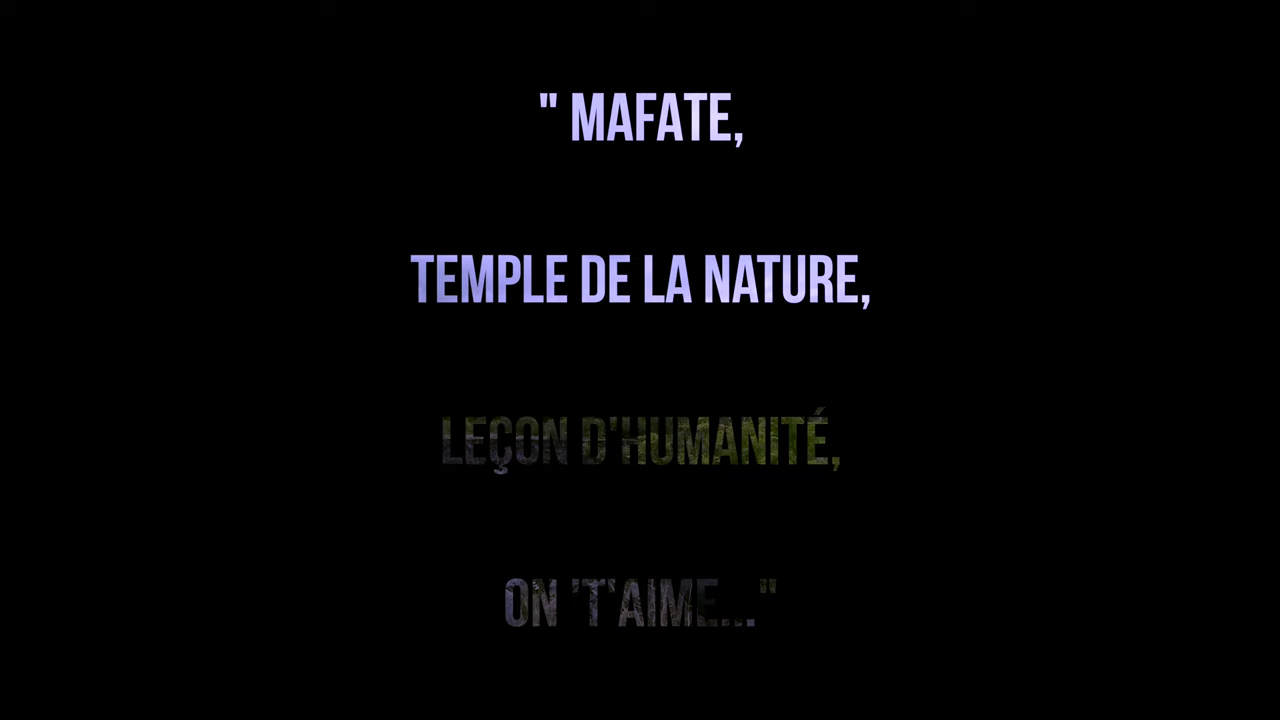 " MAFATE,
TEMPLE DE LA NATURE,
LEÇON D'HUMANITÉ,
ON 'T'AIME..."